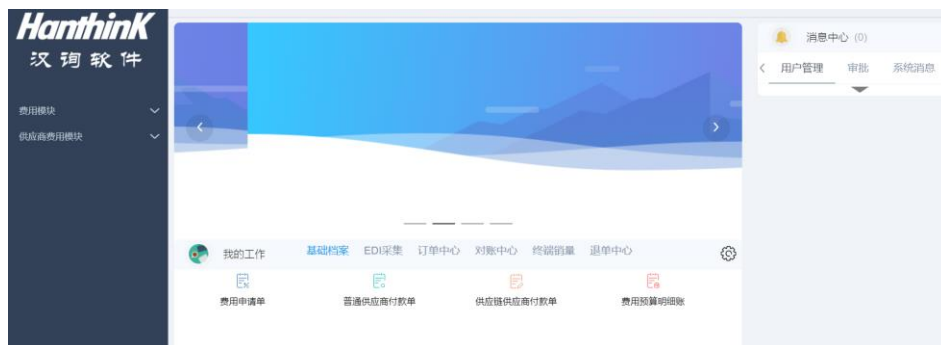 HanthinK
汉询软件
费用模块
供应商费用模块
消息中心 (0)
用户管理 审批 系统消息
我的工作 基础档案 EDI采集 订单中心 对账中心 终端销量 退单中心
费用申请单 普通供应商付款单 供应链供应商付款单 费用预算明细账